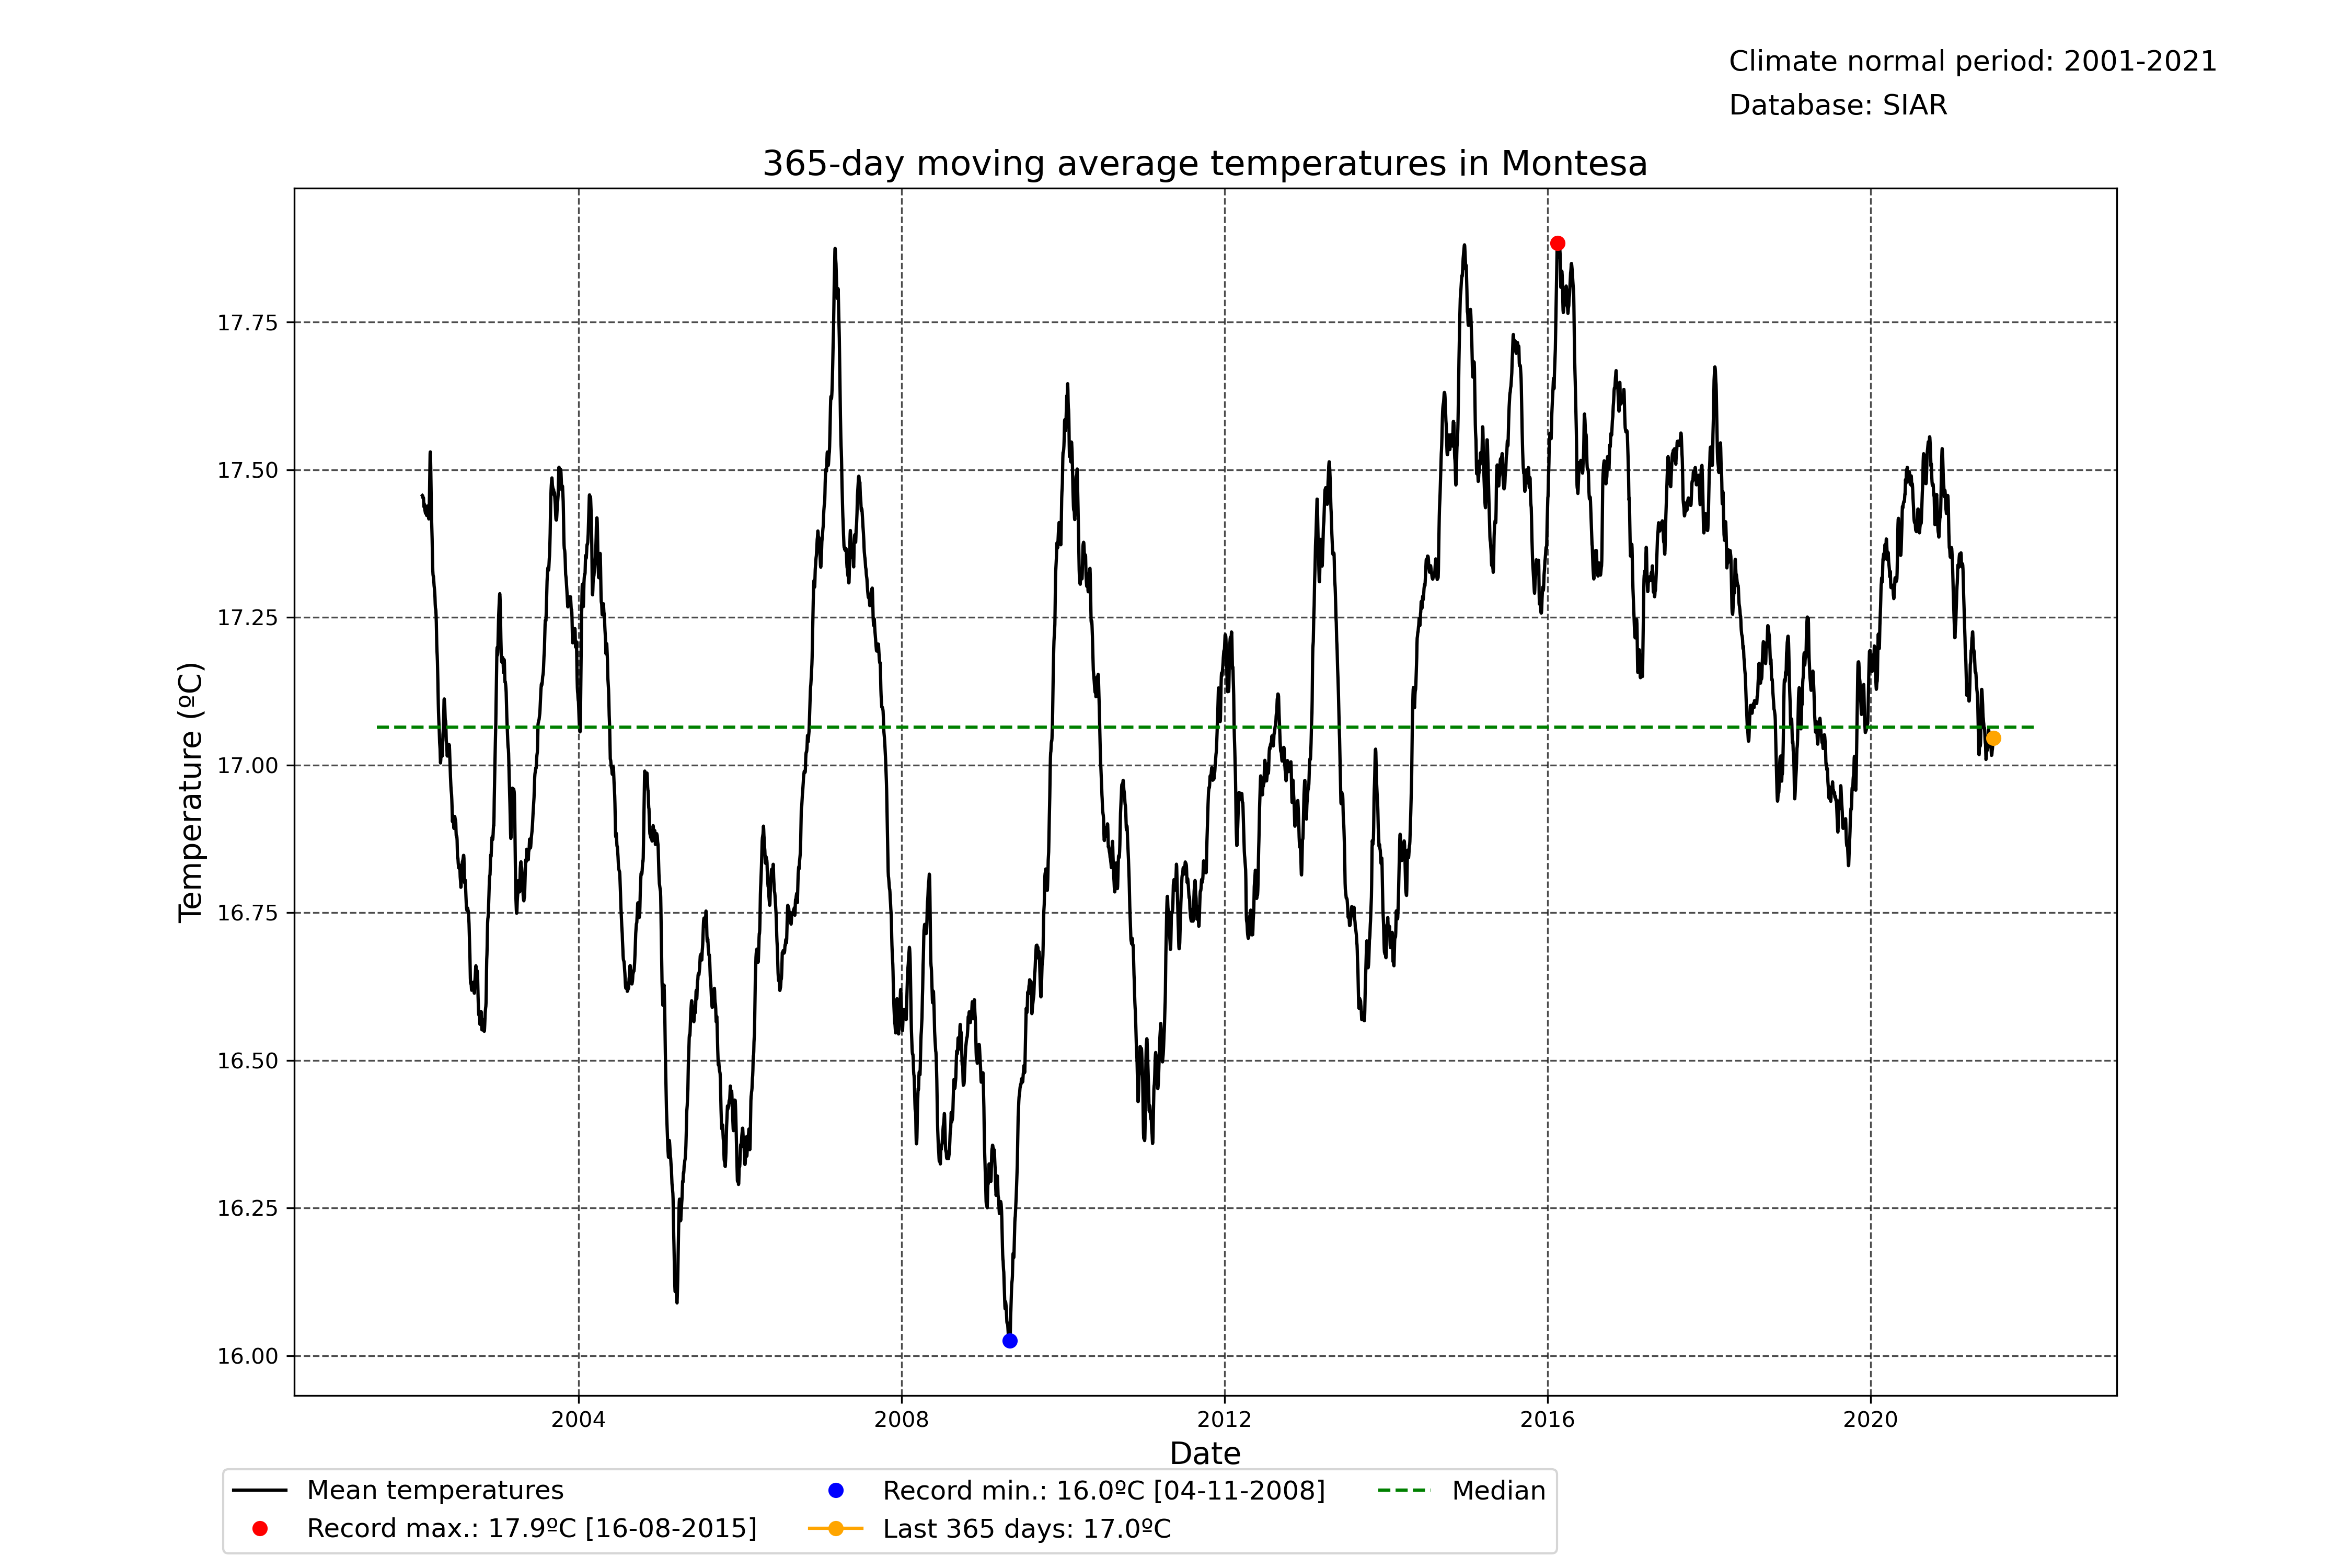 Climate normal period: 2001-2021
Database: SIAR
365-day moving average temperatures in Montesa
Temperature (ºC)
17.75
17.50
17.25
17.00
16.75
16.50
16.25
16.00
2004 2008 2012 2016 2020
Date
Mean temperatures
Record max.: 17.9ºC [16-08-2015]
Record min.: 16.0ºC [04-11-2008]
Last 365 days: 17.0ºC
Median